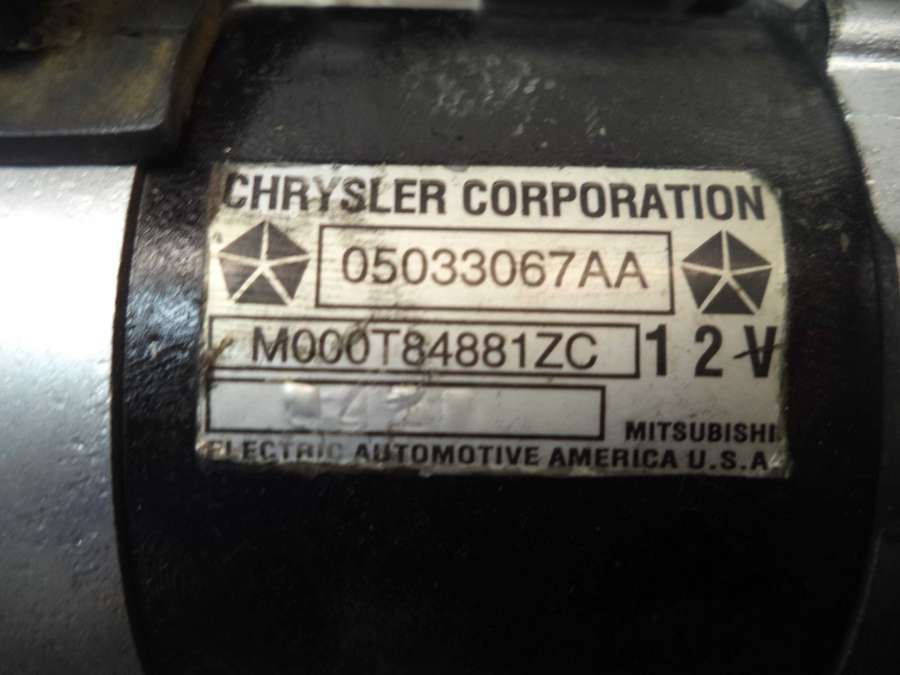 CHRYSLER CORPORATION
05033067AA
M000T84881ZC 12V
MITSUBISHI
ELECTRIC AUTOMOTIVE AMERICA U.S.A.